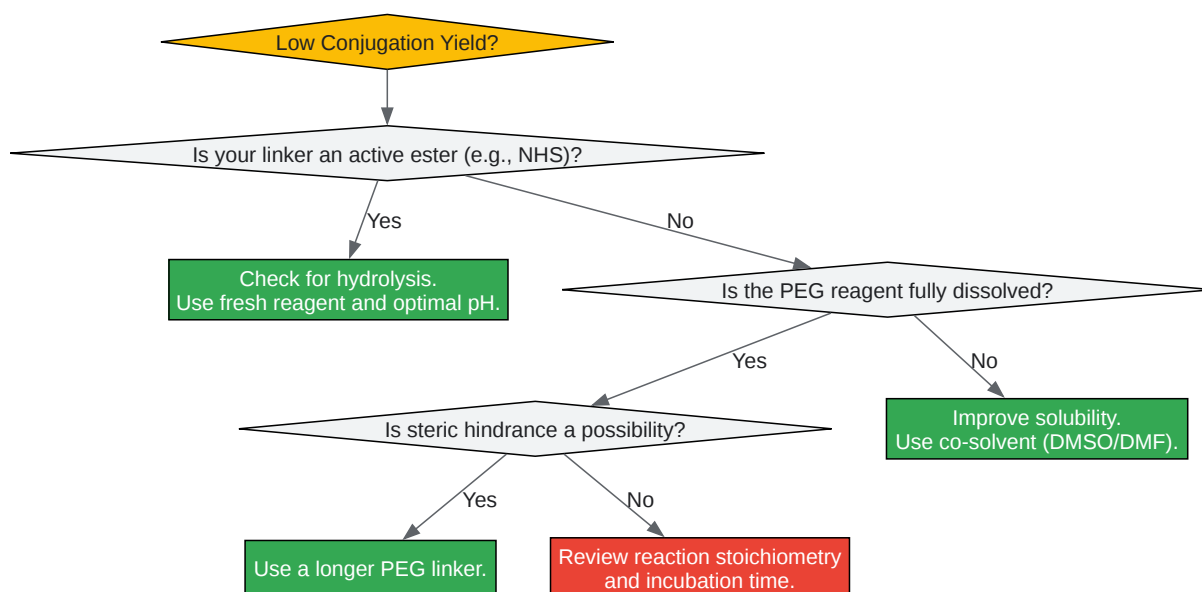 Low Conjugation Yield?
Is your linker an active ester (e.g., NHS)?
Yes
No
Check for hydrolysis.
Use fresh reagent and optimal pH.
Is the PEG reagent fully dissolved?
Yes
No
Improve solubility.
Use co-solvent (DMSO/DMF).
Is steric hindrance a possibility?
Yes
No
Use a longer PEG linker.
Review reaction stoichiometry
and incubation time.